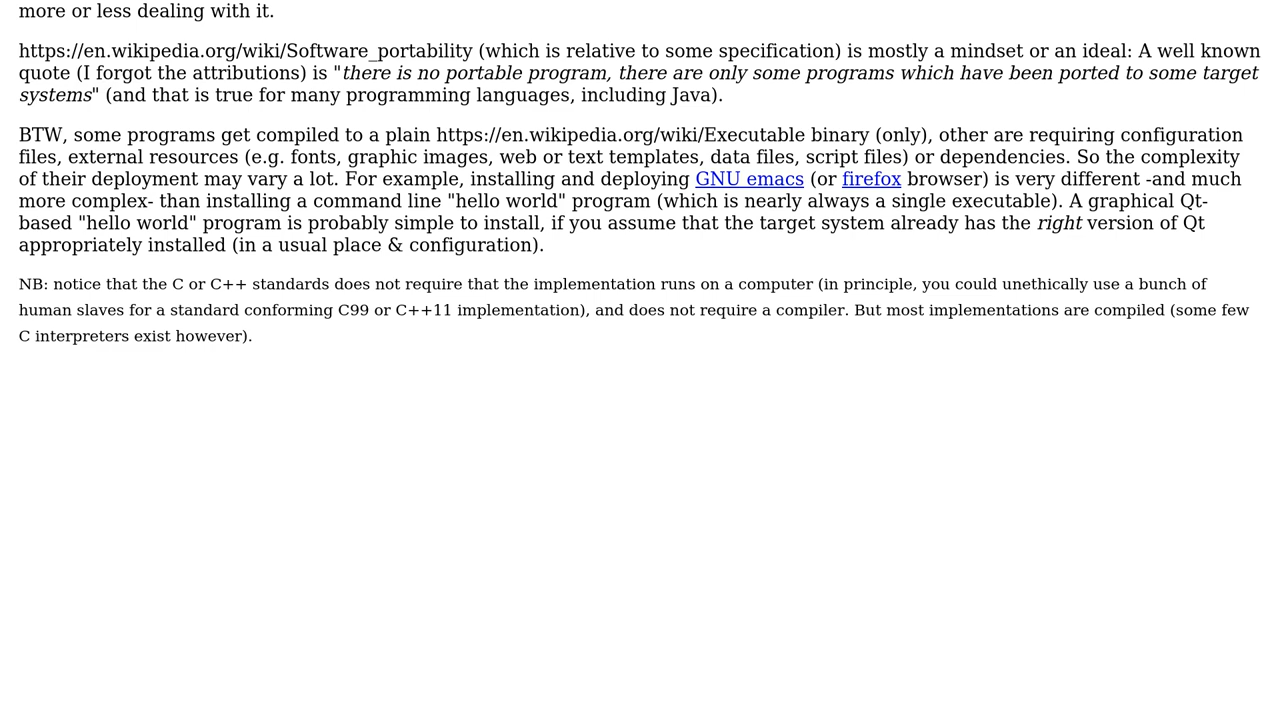 more or less dealing with it.
https://en.wikipedia.org/wiki/Software_portability (which is relative to some specification) is mostly a mindset or an ideal: A well known
quote (I forgot the attributions) is "there is no portable program, there are only some programs which have been ported to some target
systems" (and that is true for many programming languages, including Java).
BTW, some programs get compiled to a plain https://en.wikipedia.org/wiki/Executable binary (only), other are requiring configuration
files, external resources (e.g. fonts, graphic images, web or text templates, data files, script files) or dependencies. So the complexity
of their deployment may vary a lot. For example, installing and deploying GNU emacs (or firefox browser) is very different -and much
more complex- than installing a command line "hello world" program (which is nearly always a single executable). A graphical Qt-
based "hello world" program is probably simple to install, if you assume that the target system already has the right version of Qt
appropriately installed (in a usual place & configuration).
NB: notice that the C or C++ standards does not require that the implementation runs on a computer (in principle, you could unethically use a bunch of
human slaves for a standard conforming C99 or C++11 implementation), and does not require a compiler. But most implementations are compiled (some few
C interpreters exist however).